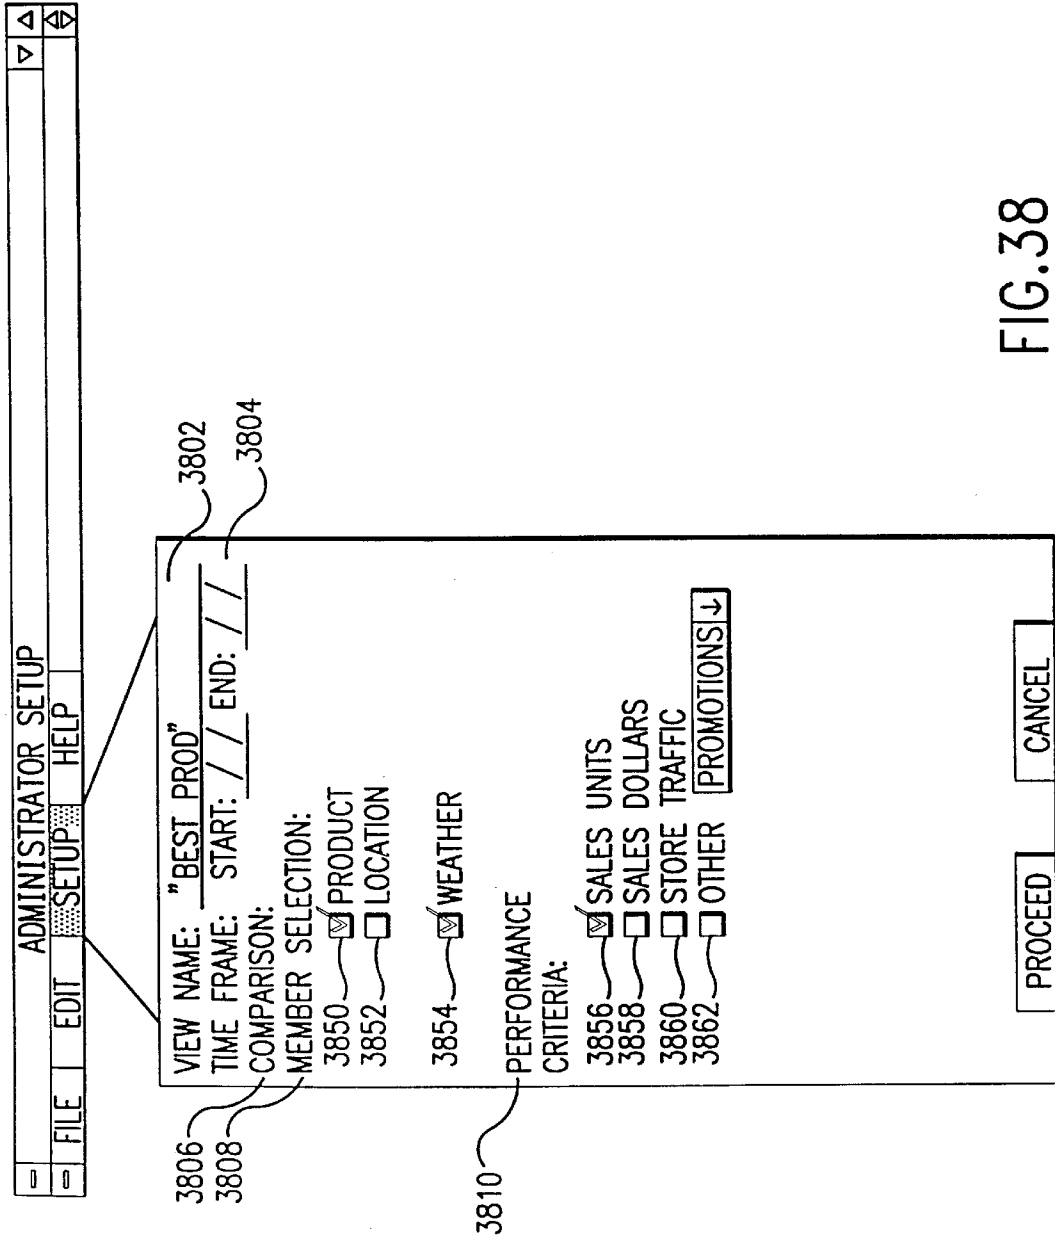 ADMINISTRATOR SETUP
FILE EDIT SETUP HELP
VIEW NAME: "BEST PROD" 3802
TIME FRAME: START: / / END: / / 3804
3806 COMPARISON:
3808 MEMBER SELECTION:
3850 PRODUCT
3852 LOCATION
3854 WEATHER
3810 PERFORMANCE
CRITERIA:
3856 SALES UNITS
3858 SALES DOLLARS
3860 STORE TRAFFIC
3862 OTHER PROMOTIONS
PROCEED CANCEL
FIG.38